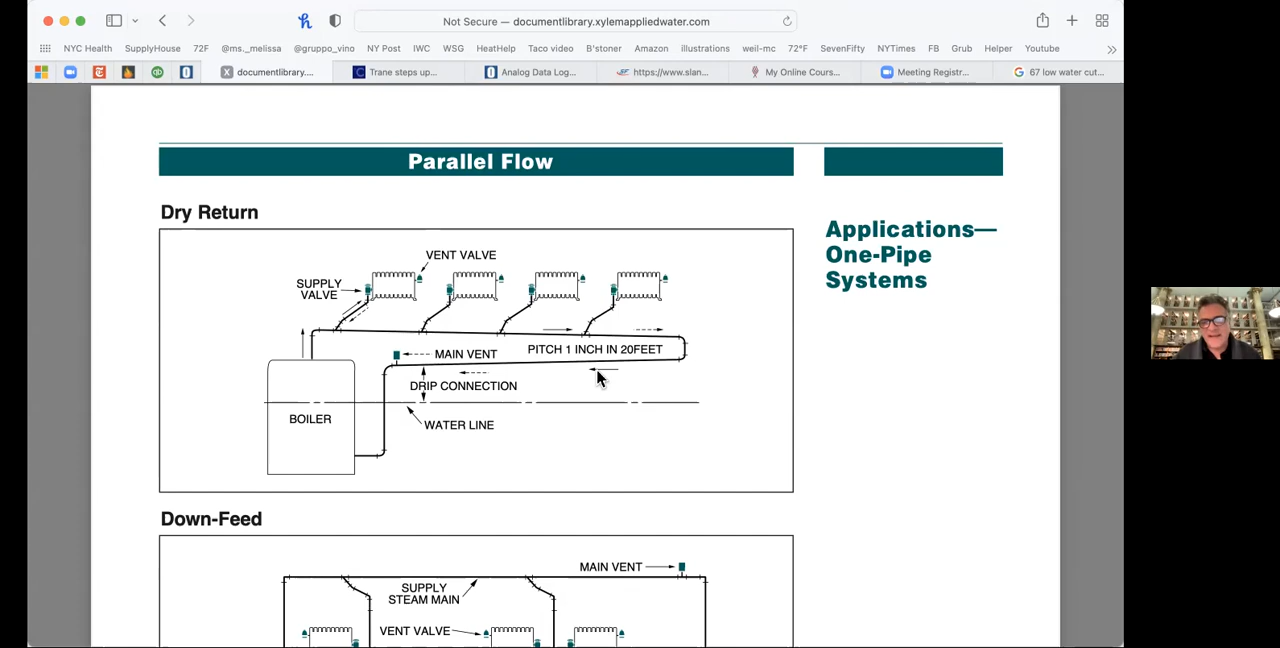 Not Secure — documentlibrary.xylemappliedwater.com
NYC Health SupplyHouse 72F @ms._melissa @gruppo_vino NY Post IWC WSG HeatHelp Taco video B'stoner Amazon illustrations weil-mc 72°F SevenFifty NYTimes FB Grub Helper Youtube
documentlibrary.... Trane steps up... Analog Data Log... https://www.slan... My Online Cours... Meeting Registr... 67 low water cut...
Parallel Flow
Dry Return
Applications—
One-Pipe
Systems
VENT VALVE
SUPPLY
VALVE
PITCH 1 INCH IN 20FEET
MAIN VENT
DRIP CONNECTION
BOILER
WATER LINE
Down-Feed
MAIN VENT
SUPPLY
STEAM MAIN
VENT VALVE